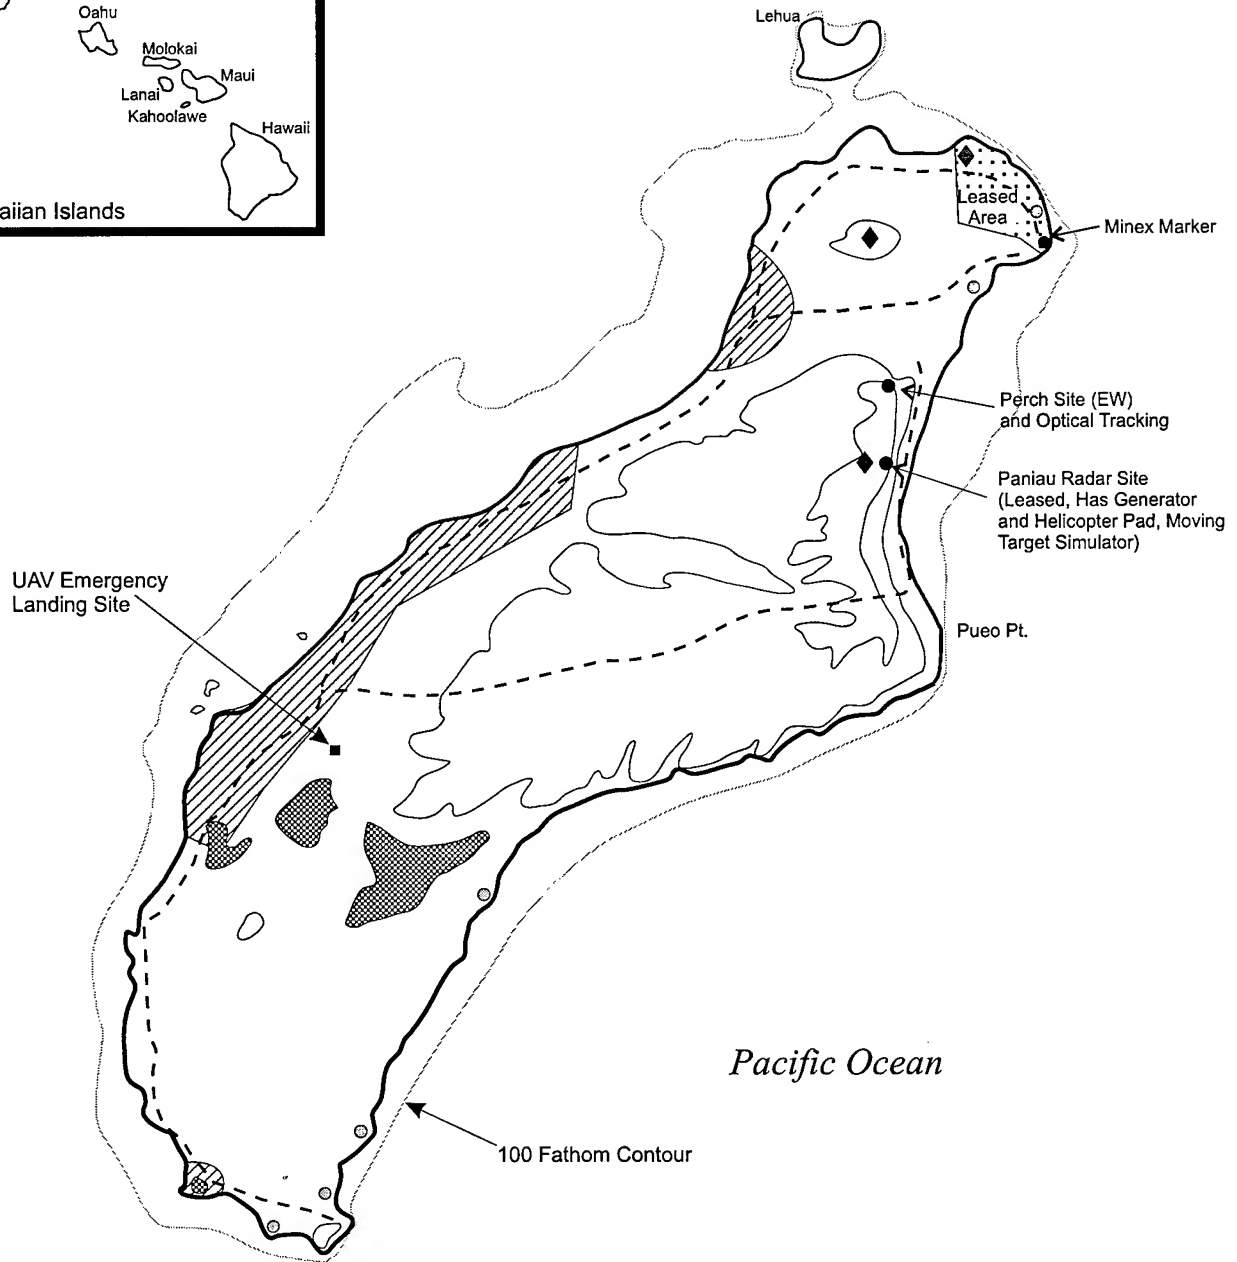 Oahu
Molokai
Maui
Lanai
Kahoolawe
Hawaii
aiian Islands
Lehua
Leased
Area
Minex Marker
Perch Site (EW)
and Optical Tracking
Paniau Radar Site
(Leased, Has Generator
and Helicopter Pad, Moving
Target Simulator)
UAV Emergency
Landing Site
Pueo Pt.
Pacific Ocean
100 Fathom Contour